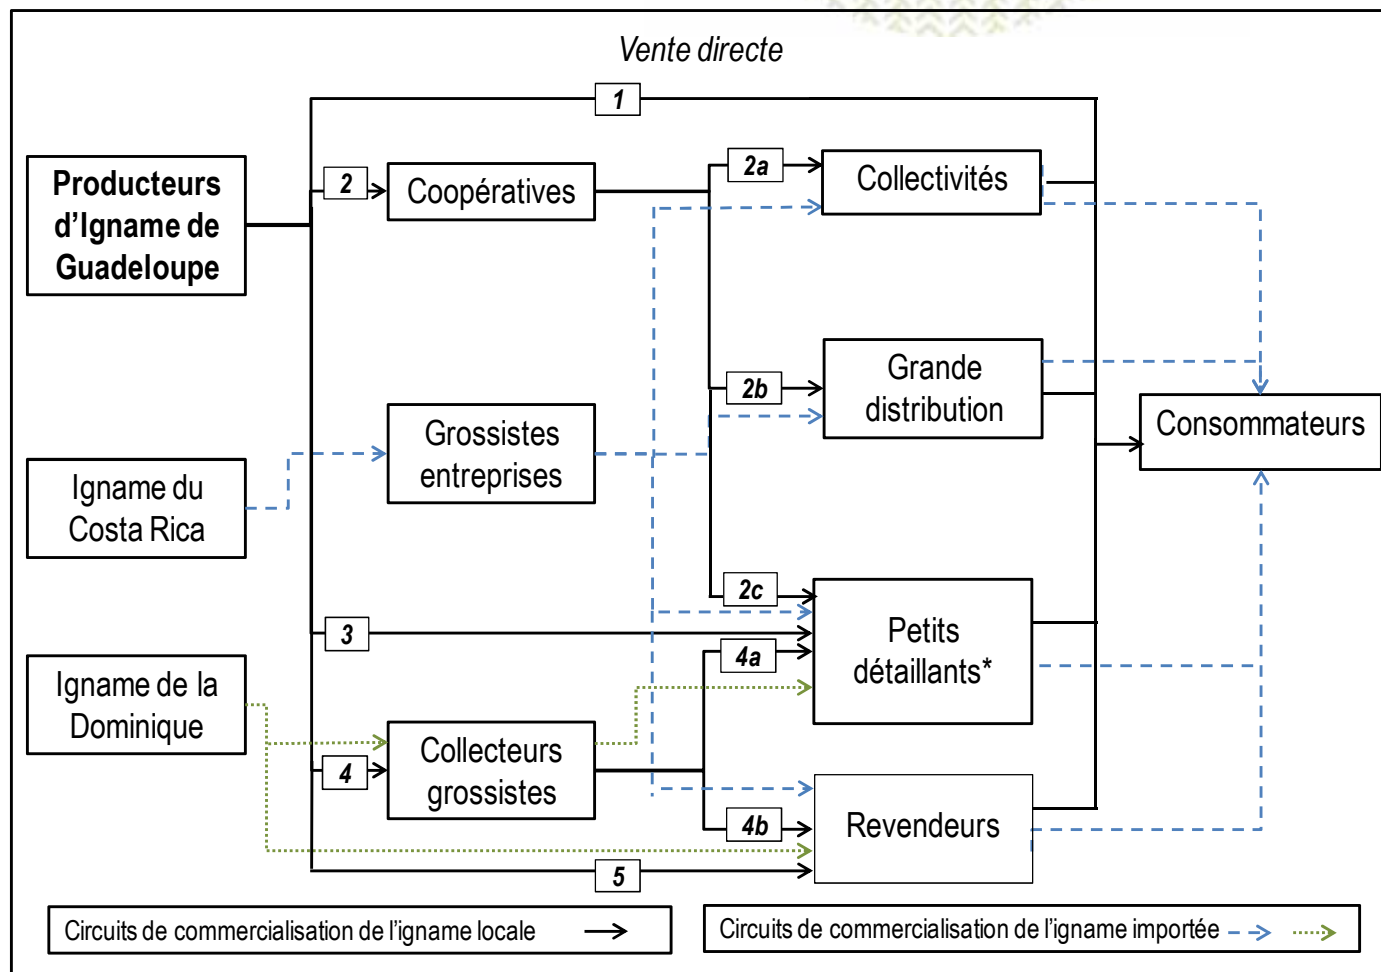 Vente directe
1
Producteurs
d'Igname de
Guadeloupe
2
Coopératives
2a
Collectivités
Grossistes
entreprises
2b
Grande
distribution
Consommateurs
Igname du
Costa Rica
2c
3
Petits
détaillants*
4a
Igname de la
Dominique
4
Collecteurs
grossistes
4b
Revendeurs
5
Circuits de commercialisation de l'igname locale
Circuits de commercialisation de l'igname importée